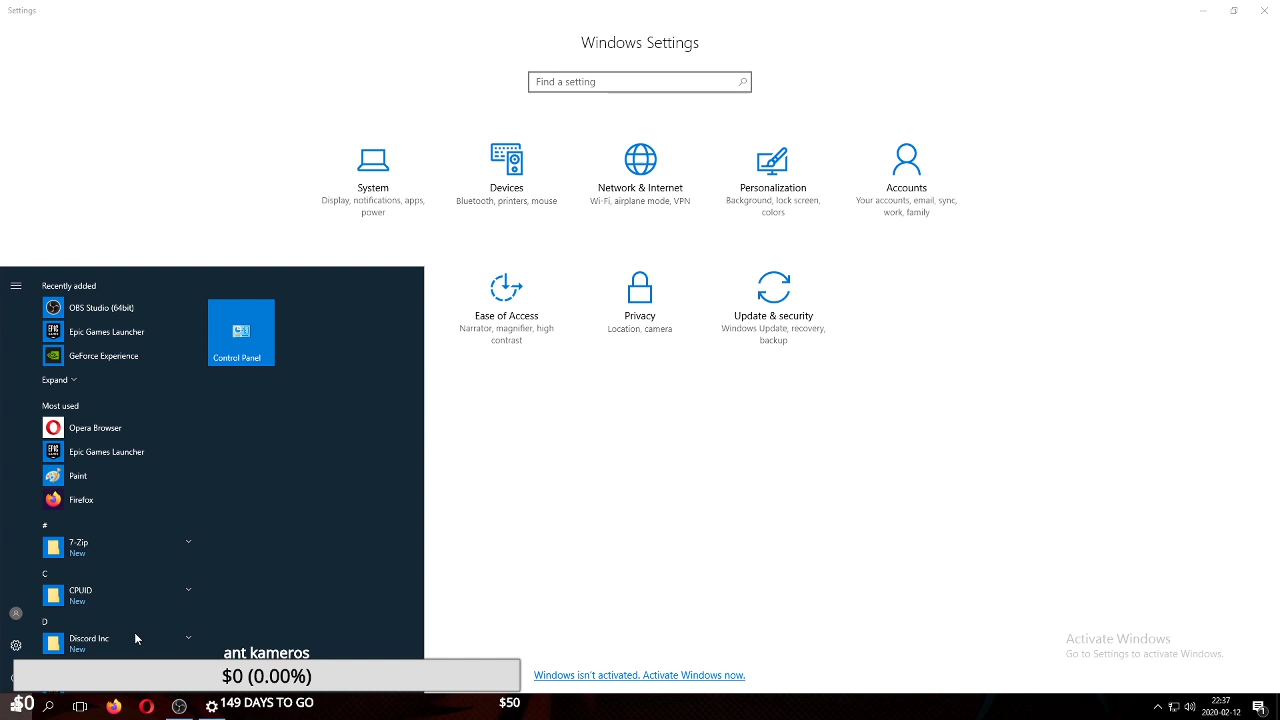 Settings
Windows Settings
Find a setting
System
Display, notifications, apps,
power
Devices
Bluetooth, printers, mouse
Network & Internet
Wi-Fi, airplane mode, VPN
Personalization
Background, lock screen,
colors
Accounts
Your accounts, email, sync,
work, family
Ease of Access
Narrator, magnifier, high
contrast
Privacy
Location, camera
Update & security
Windows Update, recovery,
backup
Recently added
OBS Studio (64bit)
Epic Games Launcher
GeForce Experience
Expand
Control Panel
Most used
Opera Browser
Epic Games Launcher
Paint
Firefox
#
7-Zip
New
C
CPUID
New
D
Discord Inc
New
ant kameros
$0 (0.00%)
$0
149 DAYS TO GO
$50
Windows isn't activated. Activate Windows now.
Activate Windows
Go to Settings to activate Windows.
22:37
2020-02-12
1